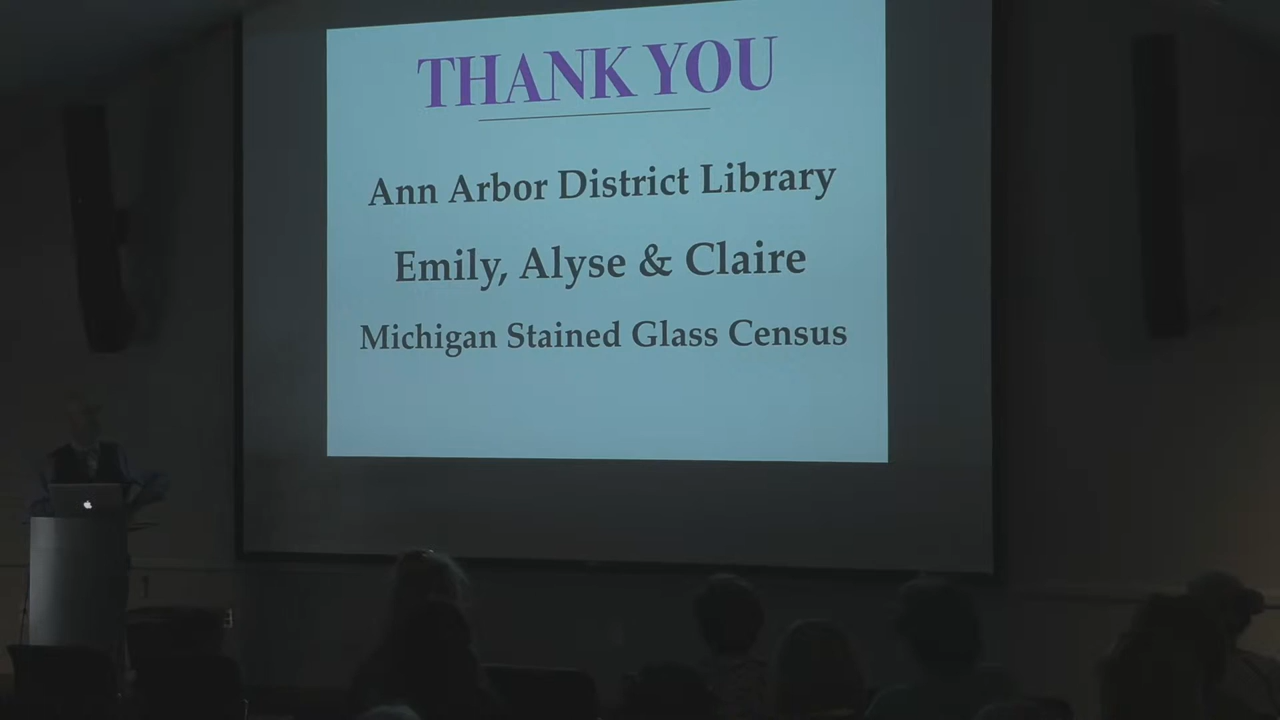 THANK YOU
Ann Arbor District Library
Emily, Alyse & Claire
Michigan Stained Glass Census